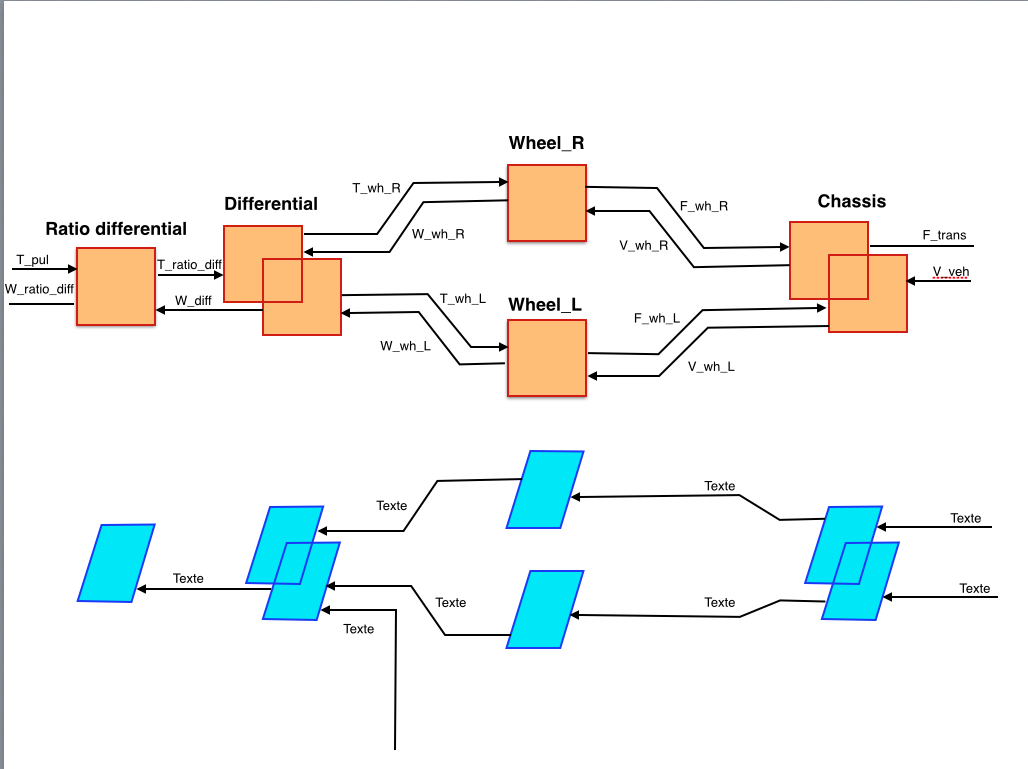 Wheel_R
T_wh_R
Differential
Chassis
F_wh_R
Ratio differential
W_wh_R
F_trans
V_wh_R
T_pul
T_ratio_diff
V_veh
W_ratio_diff
W_diff
T_wh_L
Wheel_L
F_wh_L
W_wh_L
V_wh_L
Texte
Texte
Texte
Texte
Texte
Texte
Texte
Texte